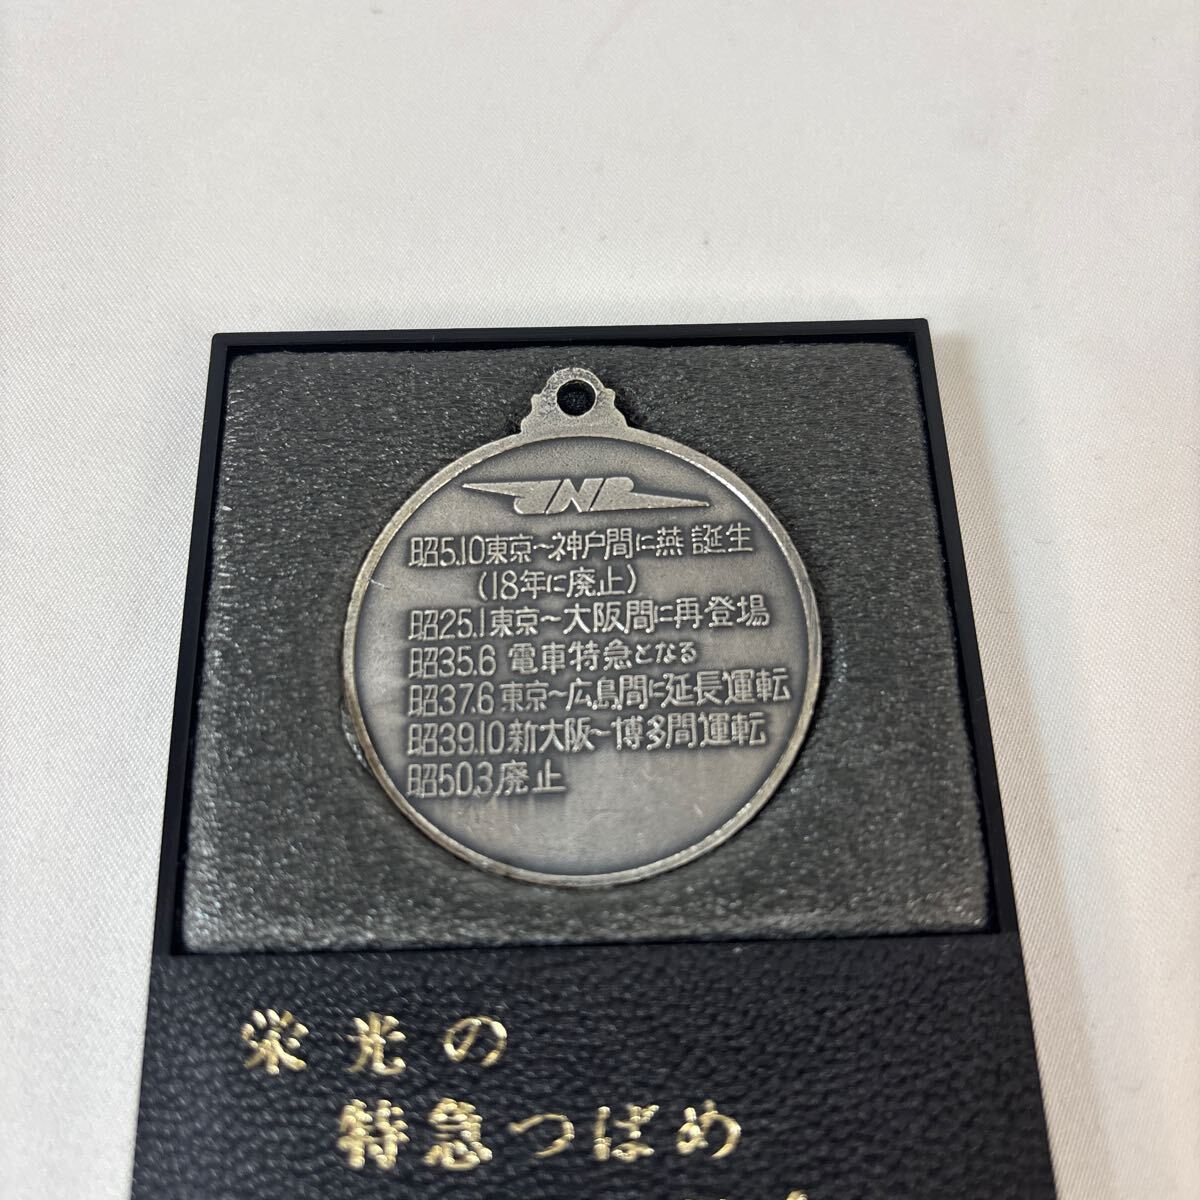 JNR
昭5.10東京〜神戸間に燕誕生
(18年に廃止)
昭25.1東京〜大阪間に再登場
昭35.6 電車特急となる
昭37.6 東京〜広島間に延長運転
昭39.10新大阪〜博多間運転
昭50.3廃止
栄光の
特急つばめ